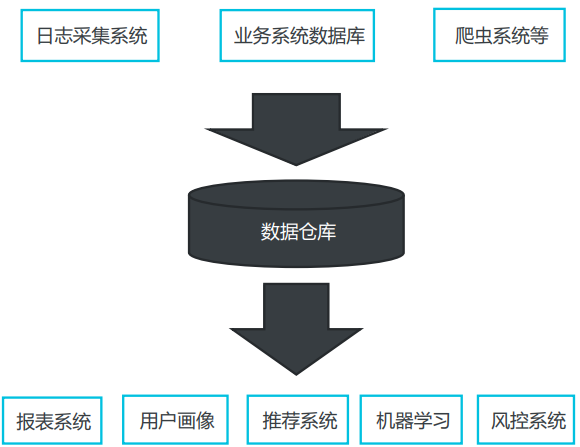 日志采集系统
业务系统数据库
爬虫系统等
数据仓库
报表系统
用户画像
推荐系统
机器学习
风控系统